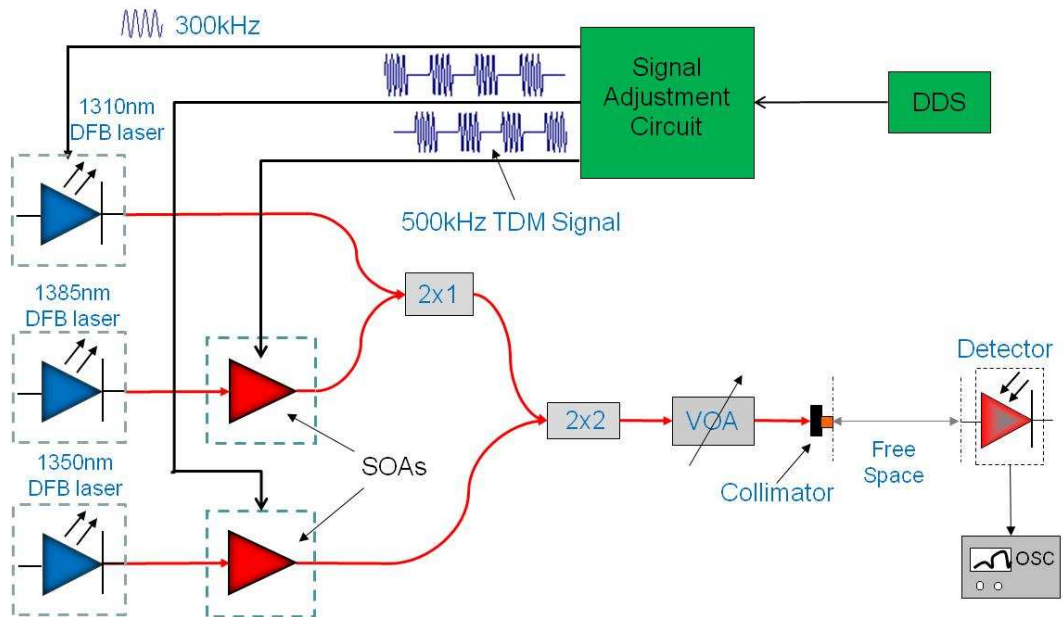 300kHz
Signal
Adjustment
Circuit
DDS
1310nm
DFB laser
500kHz TDM Signal
2x1
1385nm
DFB laser
Detector
2x2
VOA
SOAs
Free
Space
1350nm
DFB laser
Collimator
OSC